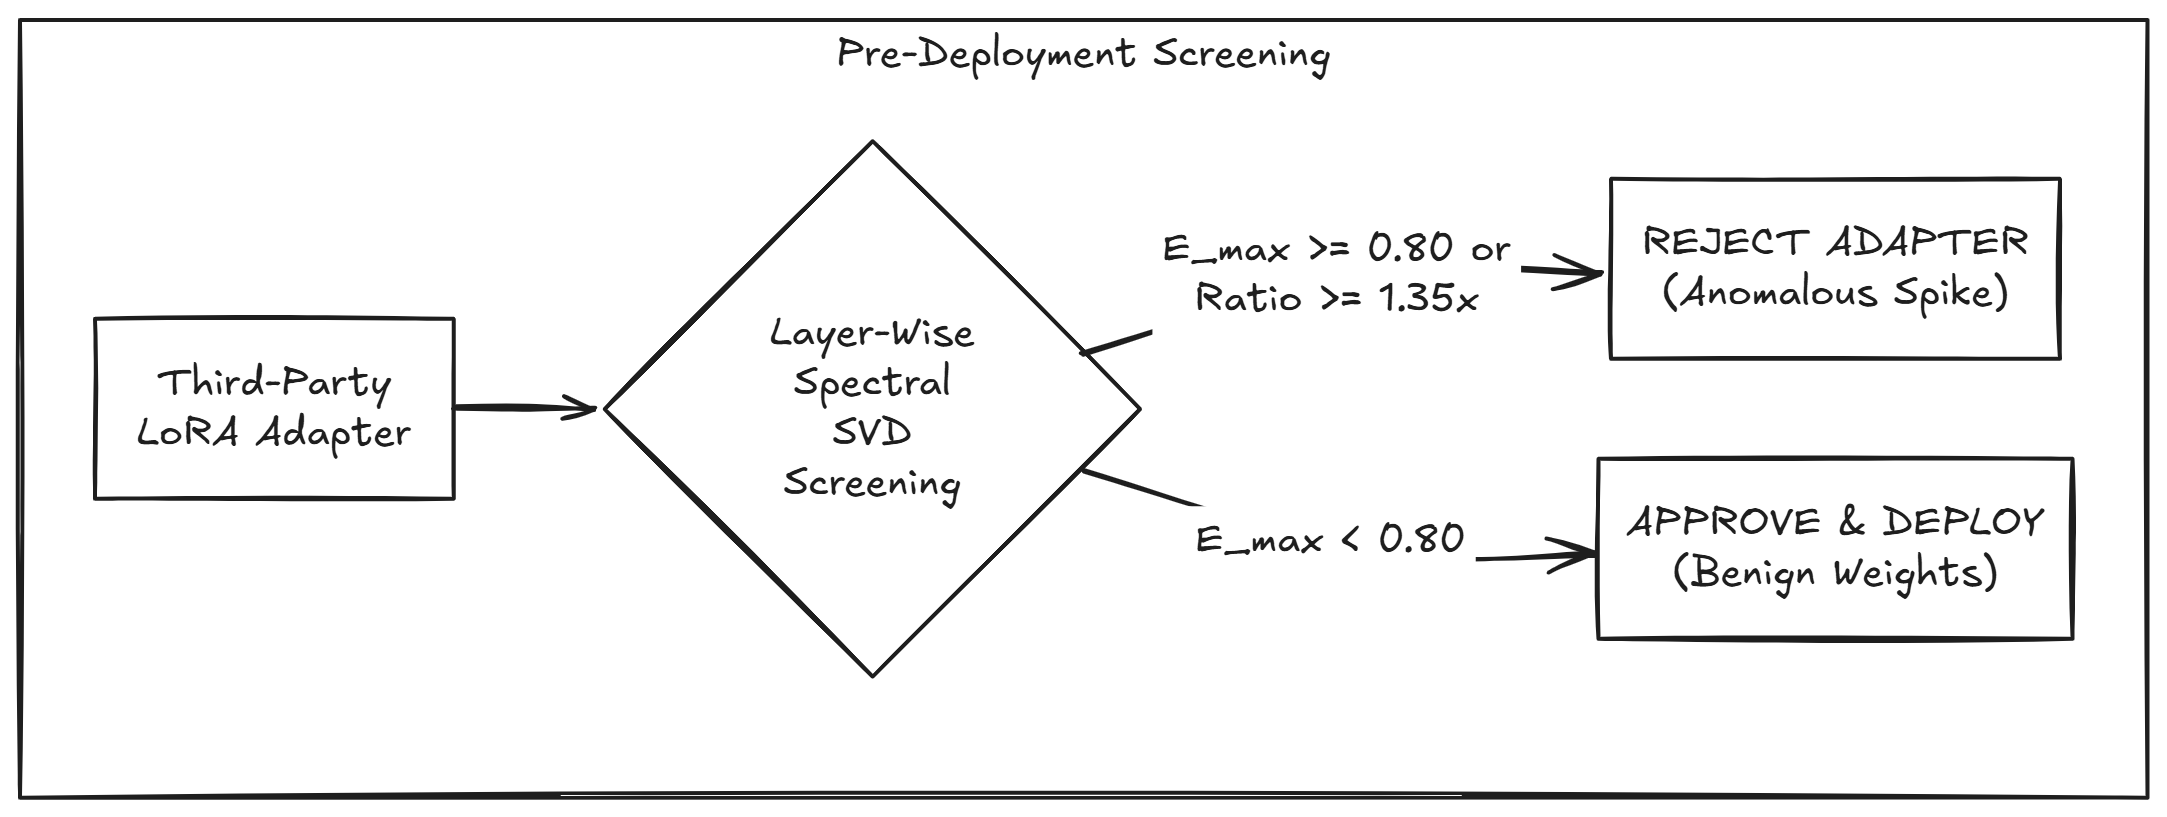 Pre-Deployment Screening
Third-Party
LoRA Adapter
Layer-Wise
Spectral
SVD
Screening
E_max >= 0.80 or
Ratio >= 1.35x
REJECT ADAPTER
(Anomalous Spike)
E_max < 0.80
APPROVE & DEPLOY
(Benign Weights)